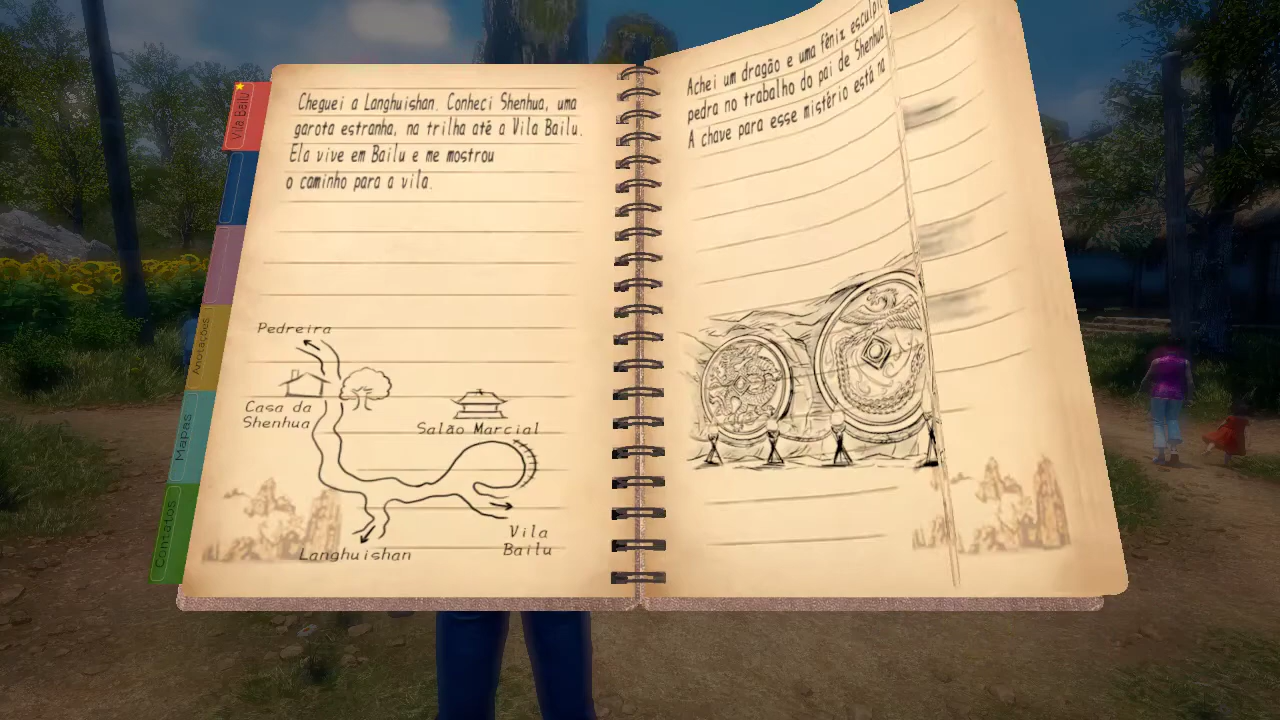 Vila Bailu
Anotações
Mapas
Contatos
Cheguei a Langhuishan. Conheci Shenhua, uma
garota estranha, na trilha até a Vila Bailu.
Ela vive em Bailu e me mostrou
o caminho para a vila.
Pedreira
Casa da
Shenhua
Salão Marcial
Vila
Bailu
Langhuishan
Achei um dragão e uma fênix
pedra no trabalho do pai de Shenhua
A chave para esse mistério está na